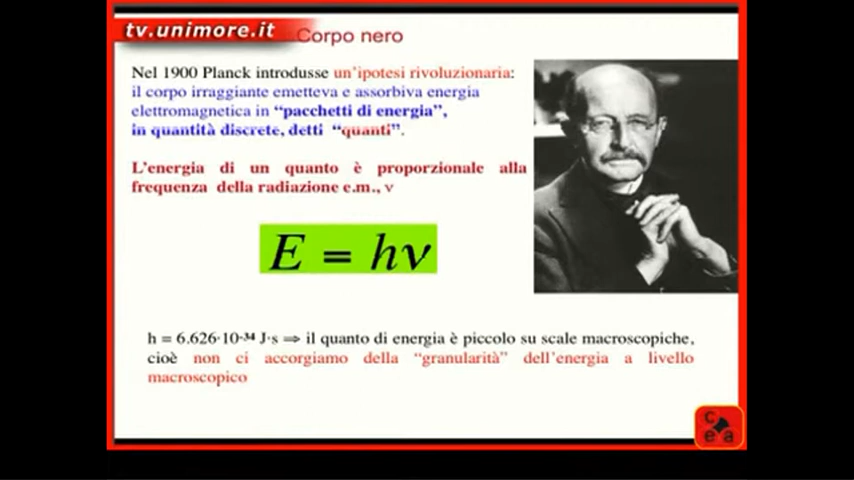 tv.unimore.it
Corpo nero
Nel 1900 Planck introdusse un'ipotesi rivoluzionaria:
il corpo irraggiante emetteva e assorbiva energia
elettromagnetica in “pacchetti di energia”,
in quantità discrete, detti “quanti”.
L'energia di un quanto è proporzionale alla
frequenza della radiazione e.m., ν
E = hν
h = 6.626·10⁻³⁴ J·s ⇒ il quanto di energia è piccolo su scale macroscopiche,
cioè non ci accorgiamo della “granularità” dell'energia a livello
macroscopico
c
e a